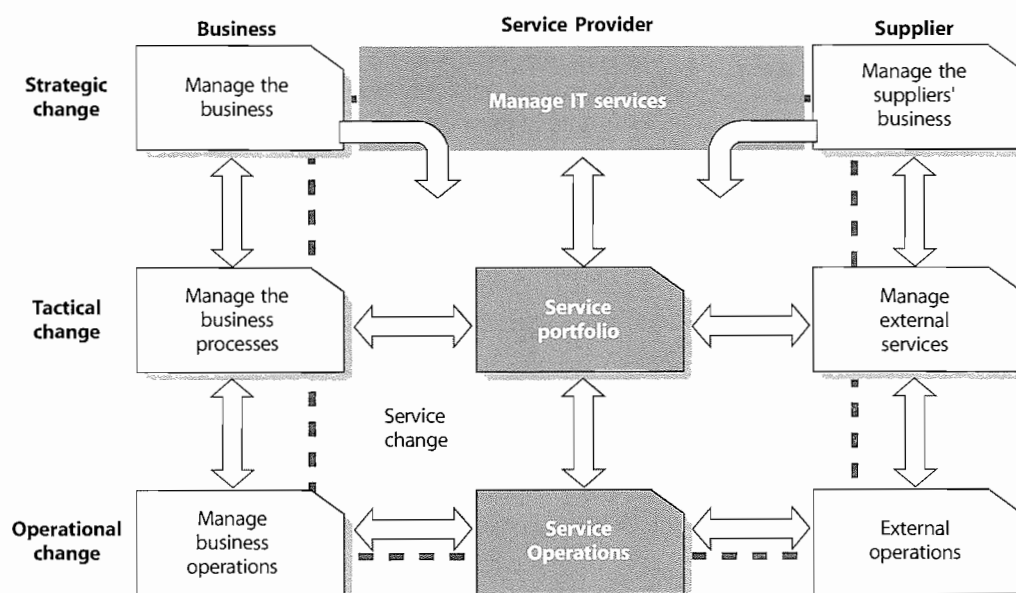 Business
Service Provider
Supplier
Strategic
change
Manage the
business
Manage IT services
Manage the
suppliers'
business
Tactical
change
Manage the
business
processes
Service
portfolio
Manage
external
services
Service
change
Operational
change
Manage
business
operations
Service
Operations
External
operations